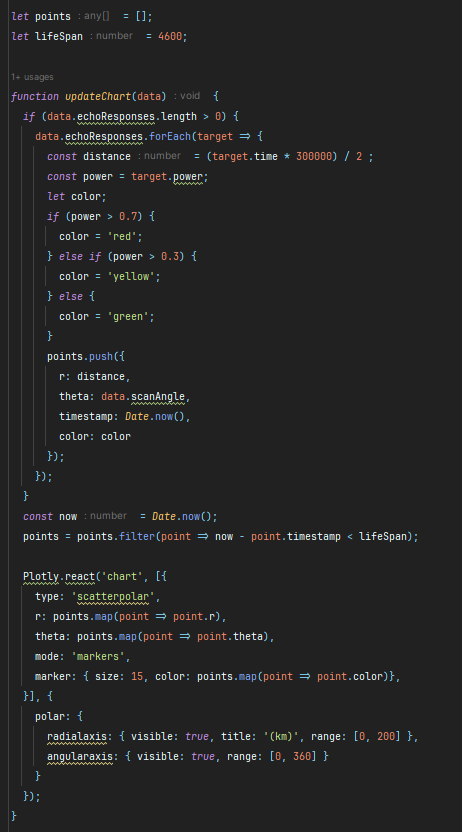 let points : any[] = [];
let lifeSpan : number = 4600;
1+ usages
function updateChart(data) : void {
if (data.echoResponses.length > 0) {
data.echoResponses.forEach(target => {
const distance : number = (target.time * 300000) / 2 ;
const power = target.power;
let color;
if (power > 0.7) {
color = 'red';
} else if (power > 0.3) {
color = 'yellow';
} else {
color = 'green';
}
points.push({
r: distance,
theta: data.scanAngle,
timestamp: Date.now(),
color: color
});
});
}
const now : number = Date.now();
points = points.filter(point => now - point.timestamp < lifeSpan);
Plotly.react('chart', [{
type: 'scatterpolar',
r: points.map(point => point.r),
theta: points.map(point => point.theta),
mode: 'markers',
marker: { size: 15, color: points.map(point => point.color)},
}], {
polar: {
radialaxis: { visible: true, title: '(km)', range: [0, 200] },
angularaxis: { visible: true, range: [0, 360] }
}
});
}